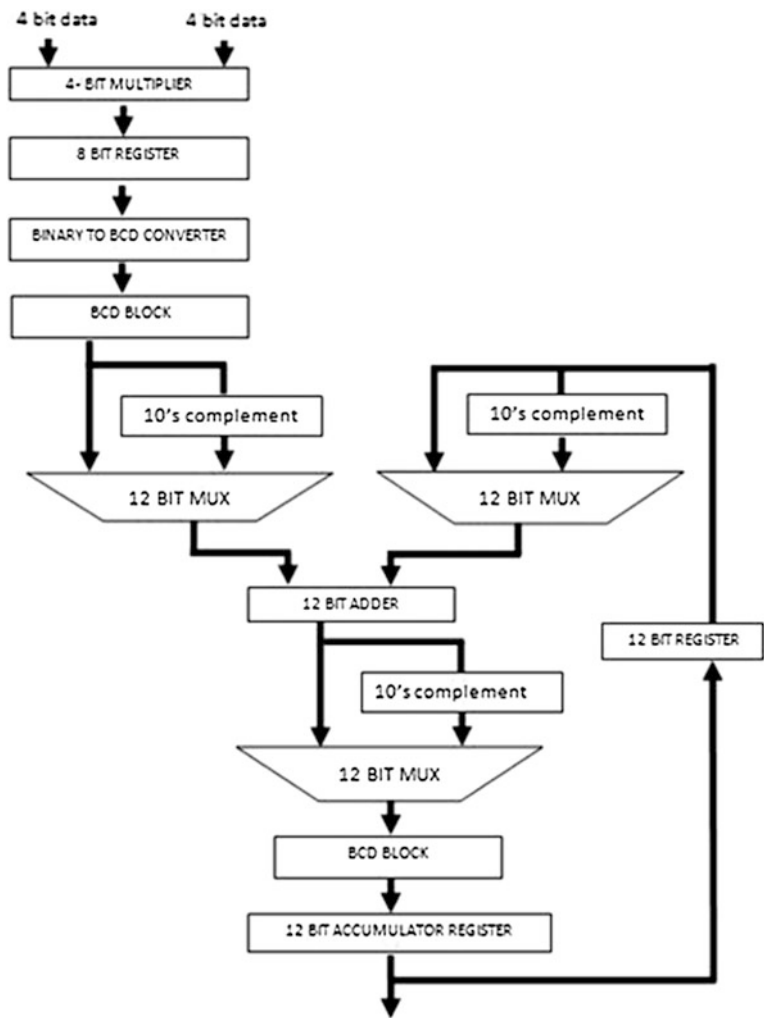 4 bit data
4 bit data
4- BIT MULTIPLIER
8 BIT REGISTER
BINARY TO BCD CONVERTER
BCD BLOCK
10's complement
10's complement
12 BIT MUX
12 BIT MUX
12 BIT ADDER
12 BIT REGISTER
10's complement
12 BIT MUX
BCD BLOCK
12 BIT ACCUMULATOR REGISTER